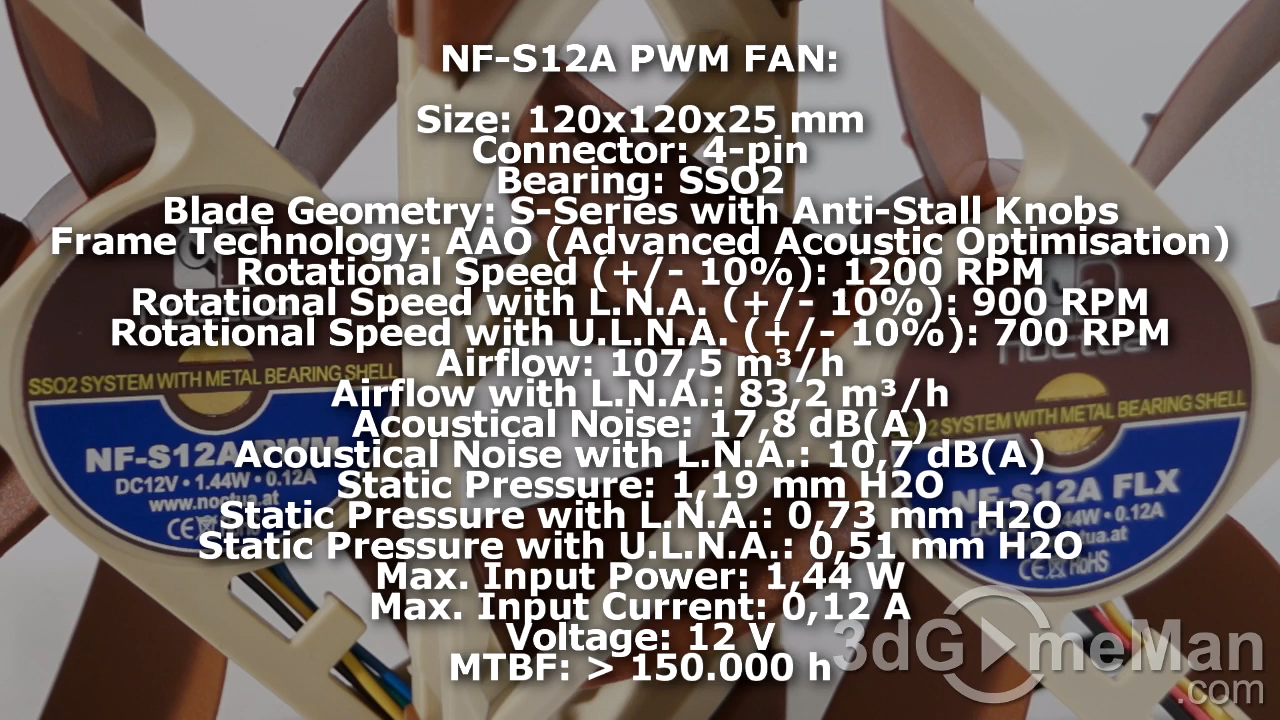 NF-S12A PWM FAN:
Size: 120x120x25 mm
Connector: 4-pin
Bearing: SSO2
Blade Geometry: S-Series with Anti-Stall Knobs
Frame Technology: AAO (Advanced Acoustic Optimisation)
Rotational Speed (+/- 10%): 1200 RPM
Rotational Speed with L.N.A. (+/- 10%): 900 RPM
Rotational Speed with U.L.N.A. (+/- 10%): 700 RPM
Airflow: 107,5 m³/h
Airflow with L.N.A.: 83,2 m³/h
Acoustical Noise: 17,8 dB(A)
Acoustical Noise with L.N.A.: 10,7 dB(A)
Static Pressure: 1,19 mm H2O
Static Pressure with L.N.A.: 0,73 mm H2O
Static Pressure with U.L.N.A.: 0,51 mm H2O
Max. Input Power: 1,44 W
Max. Input Current: 0,12 A
Voltage: 12 V
MTBF: > 150.000 h
SSO2 SYSTEM WITH METAL BEARING SHELL
NF-S12A PWM
DC12V • 1.44W • 0.12A
www.noctua.at
CE
noctua
SYSTEM WITH METAL BEARING SHELL
NF-S12A FLX
0.12A
CE RoHS
3dGameMan
.com